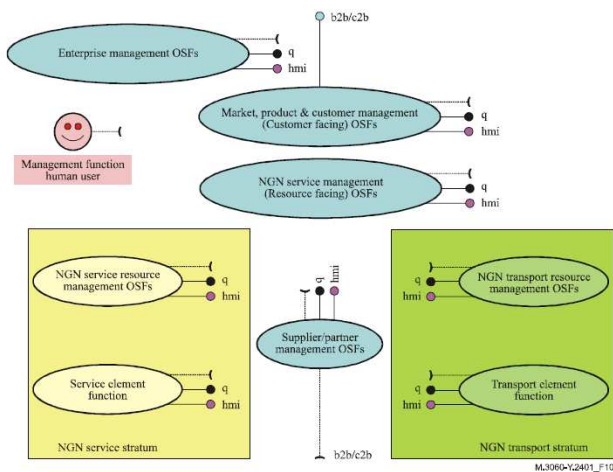 b2b/c2b
Enterprise management OSFs
q
hmi
Market, product & customer management
(Customer facing) OSFs
q
hmi
Management function
human user
NGN service management
(Resource facing) OSFs
q
hmi
NGN service resource
management OSFs
q
hmi
q
hmi
Supplier/partner
management OSFs
q
hmi
NGN transport resource
management OSFs
Service element
function
q
hmi
q
hmi
Transport element
function
NGN service stratum
b2b/c2b
NGN transport stratum
M.3060-Y.2401_F10